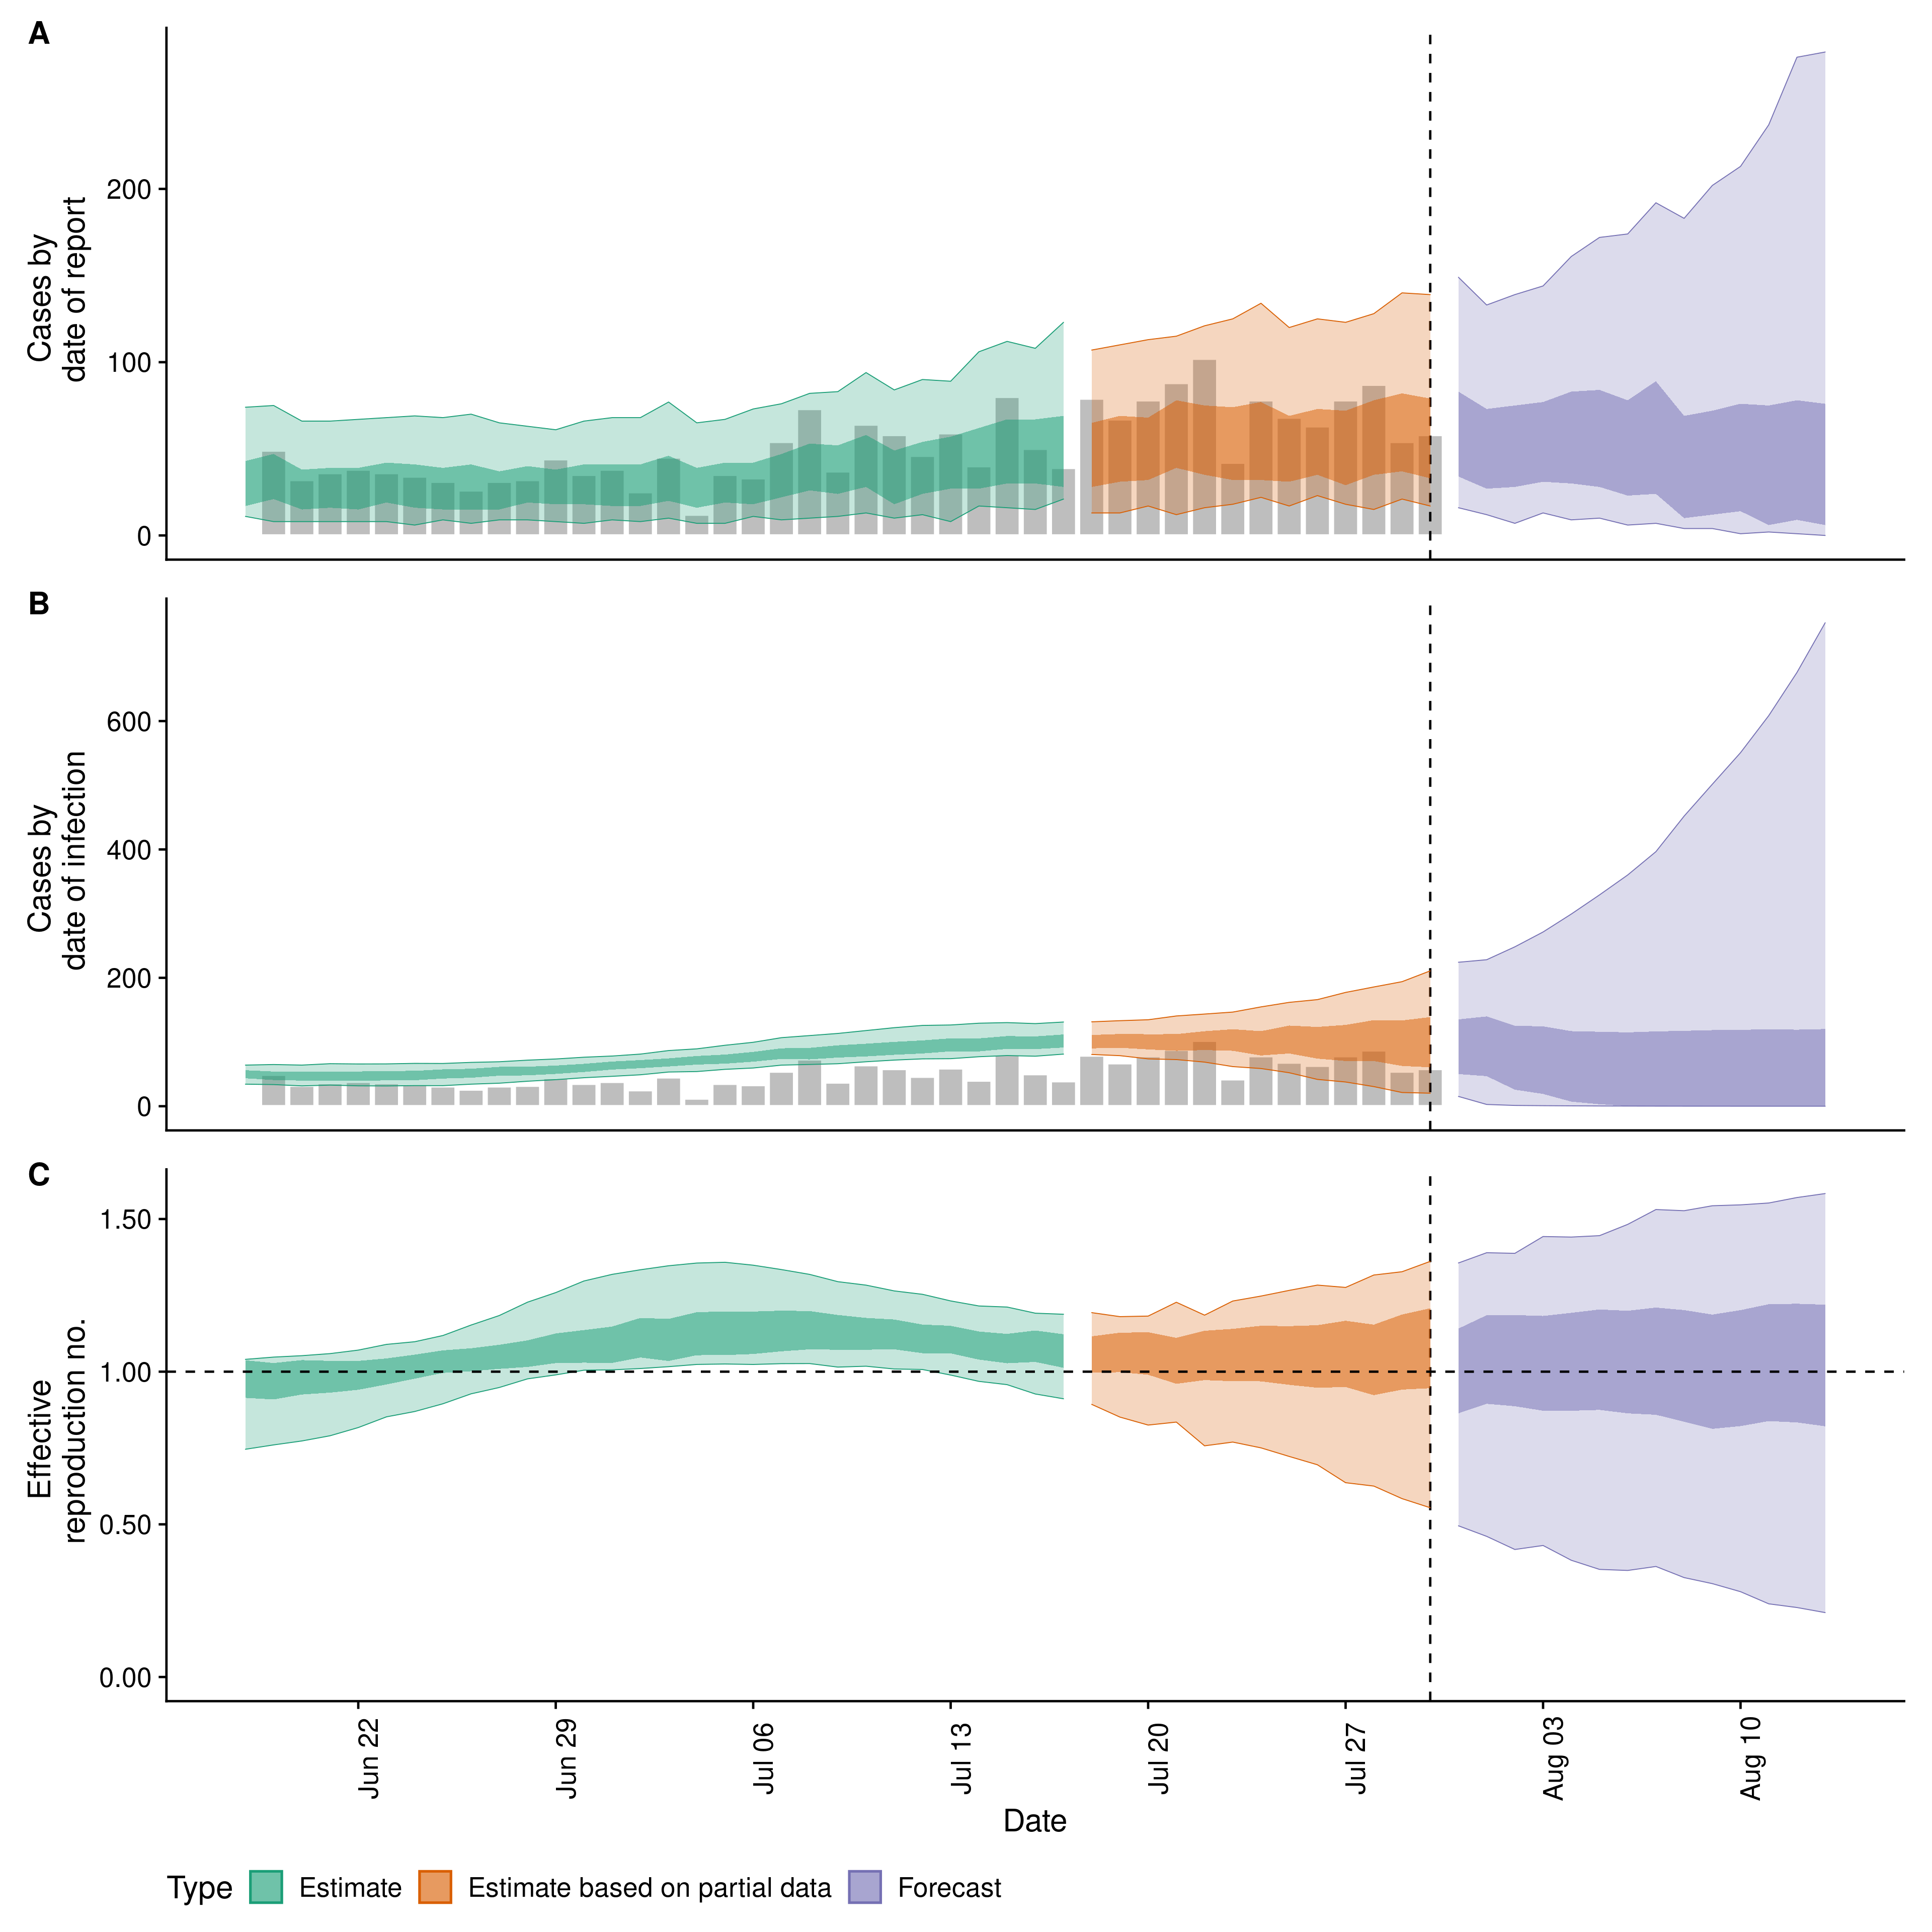 A
Cases by
date of report
200
100
0
B
Cases by
date of infection
600
400
200
0
C
Effective
reproduction no.
1.50
1.00
0.50
0.00
Jun 22
Jun 29
Jul 06
Jul 13
Jul 20
Jul 27
Aug 03
Aug 10
Date
Type Estimate Estimate based on partial data Forecast